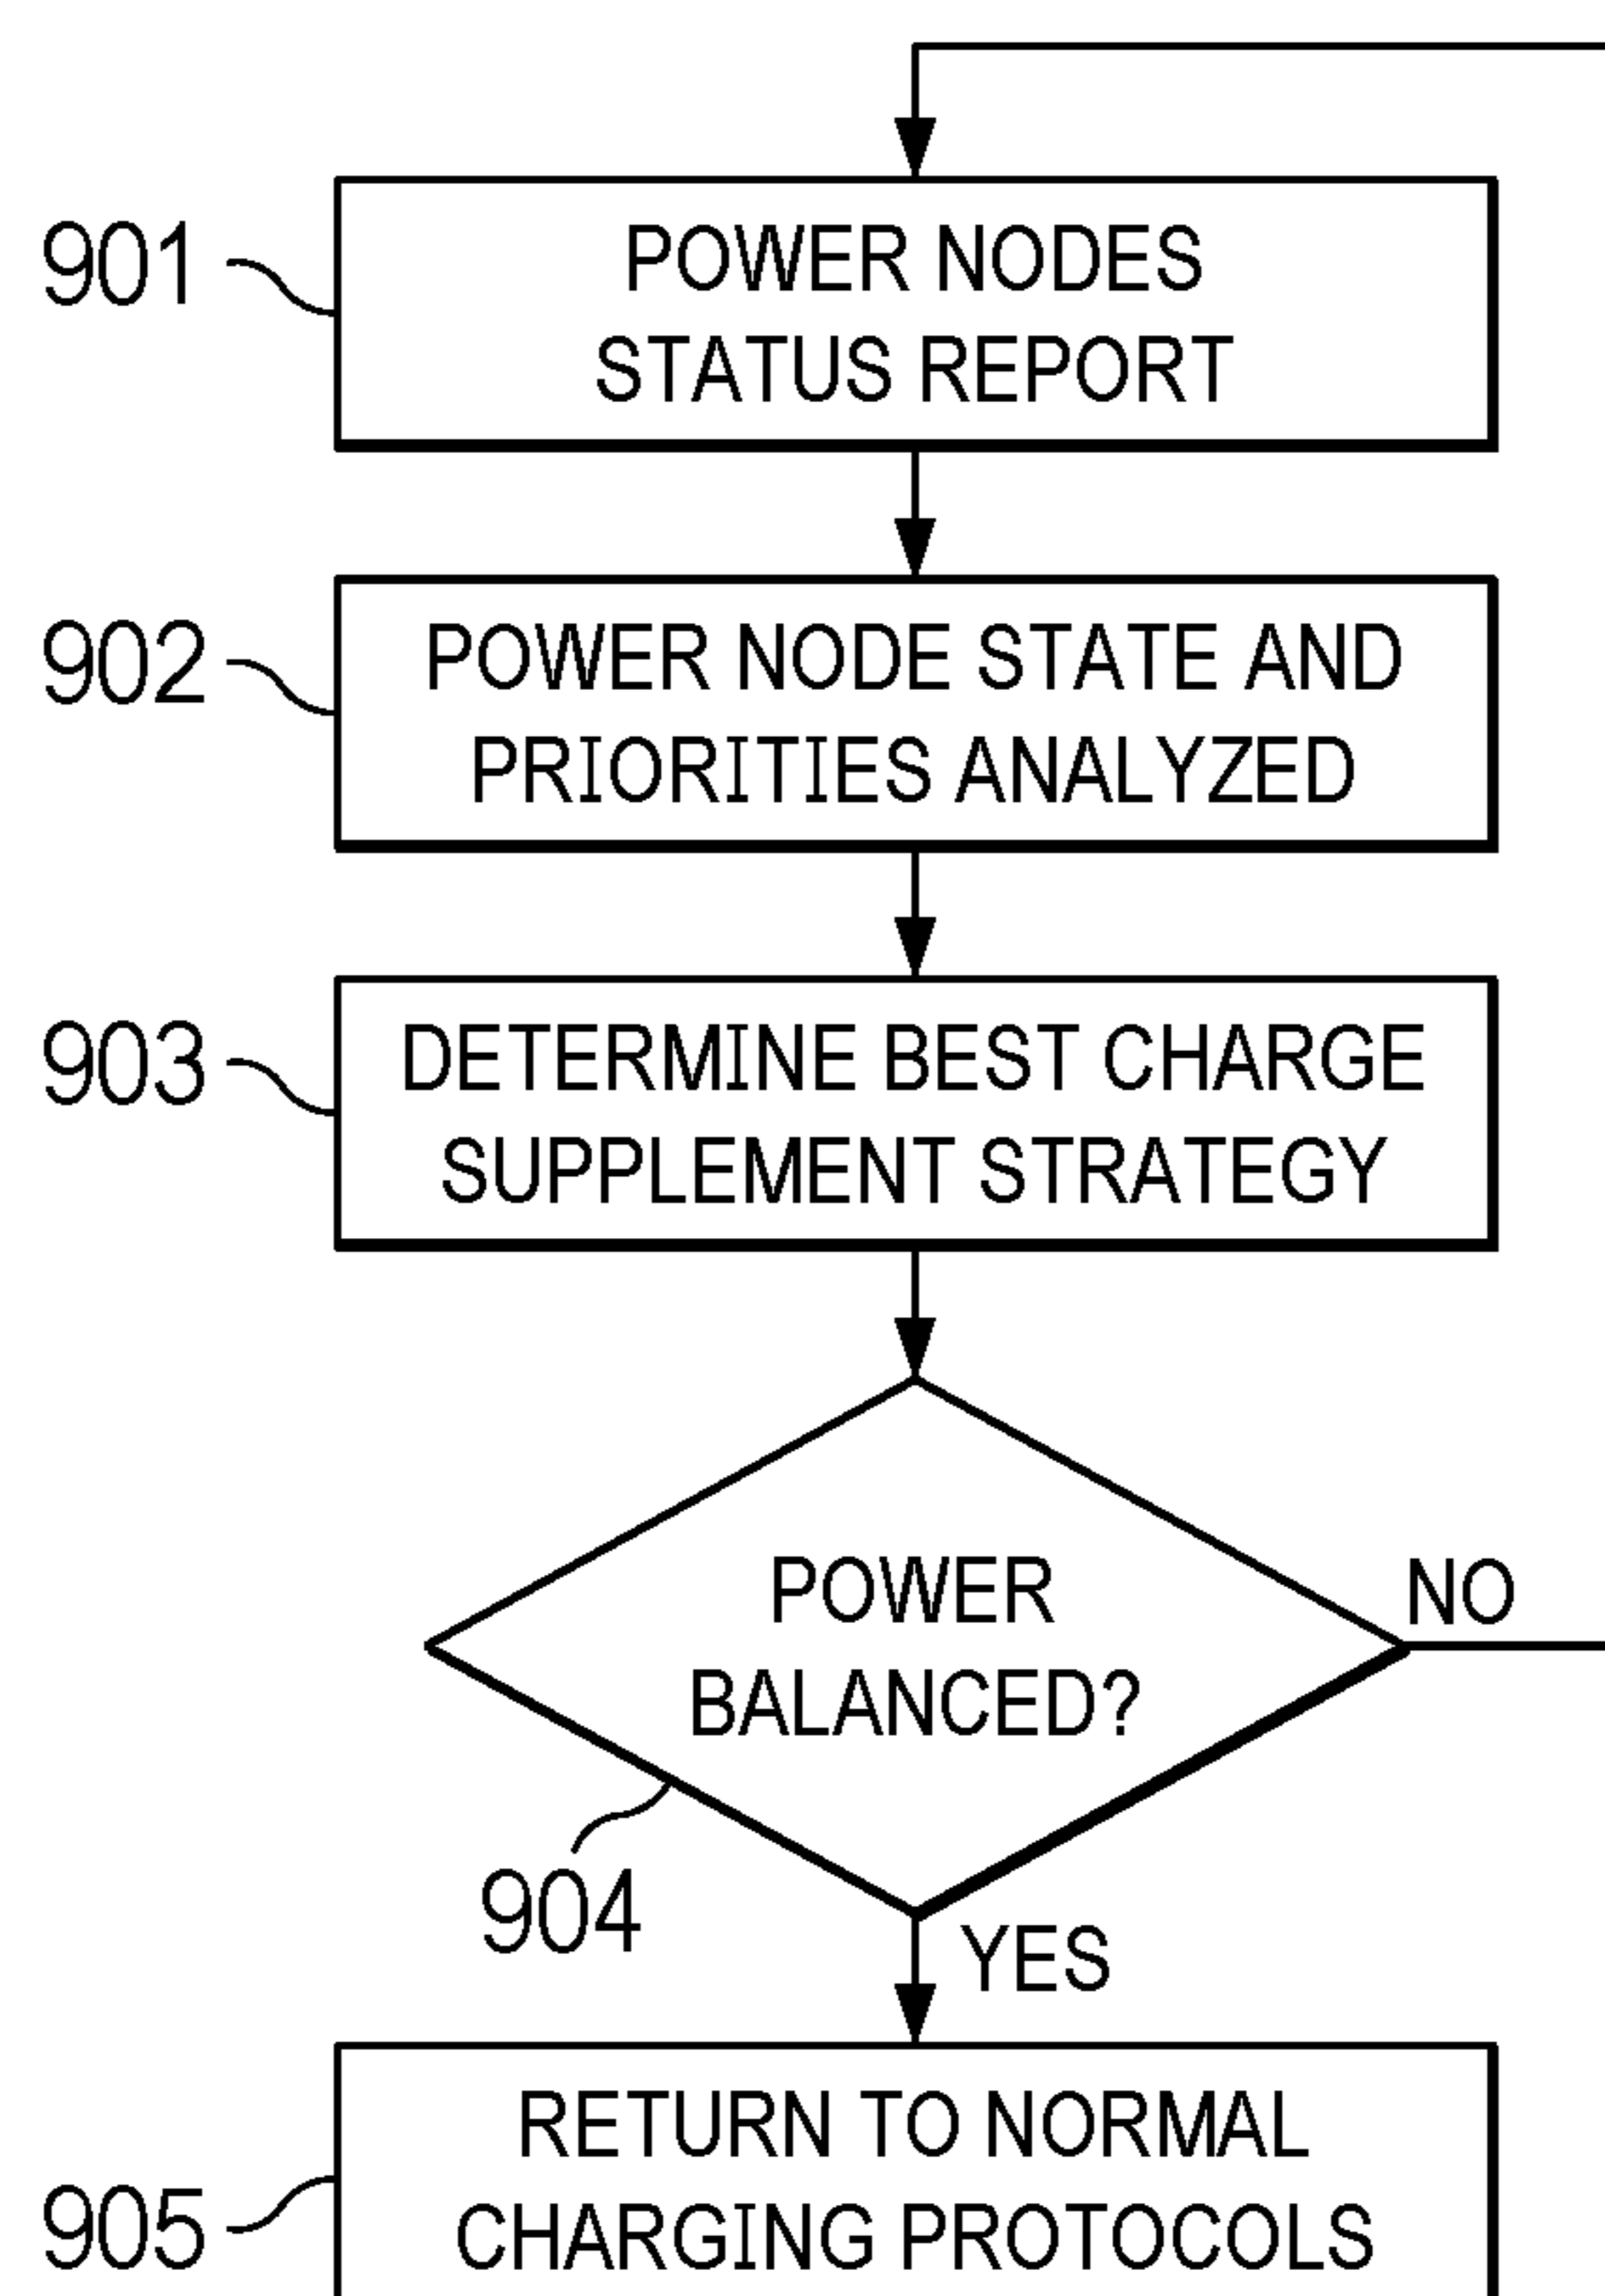 901
POWER NODES
STATUS REPORT
902
POWER NODE STATE AND
PRIORITIES ANALYZED
903
DETERMINE BEST CHARGE
SUPPLEMENT STRATEGY
POWER
BALANCED?
NO
904
YES
905
RETURN TO NORMAL
CHARGING PROTOCOLS